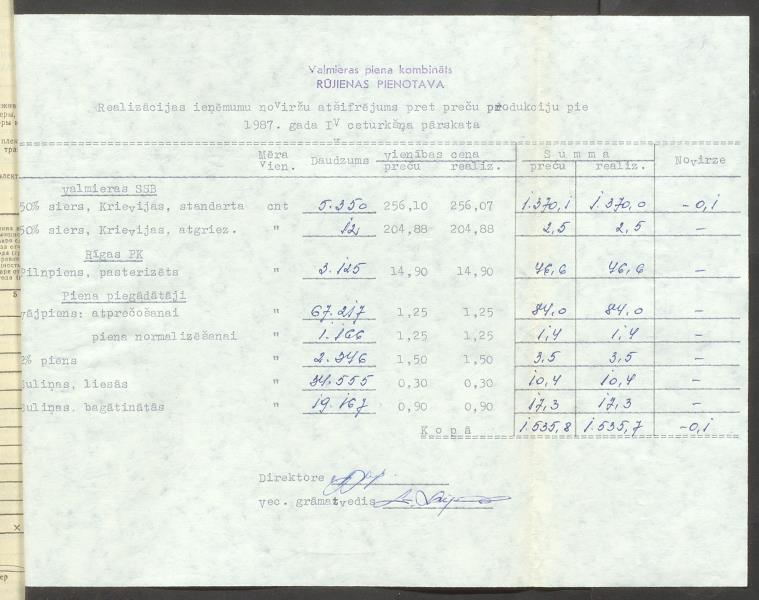 Valmieras piena kombināts
RŪJIENAS PIENOTAVA
Realizācijas ieņēmumu noviržu atšifrējums pret preču produkciju pie
1987. gada IV ceturkšņa pārskata
Mēra Vien. Daudzums vienības cena preču realiz. Summa preču realiz. Novirze
Valmieras SSB
50% siers, Krievijas, standarta cnt 5.350 256,10 256,07 1.370,1 1.370,0 -0,1
50% siers, Krievijas, atgriez. " 12, 204,88 204,88 2,5 2,5 -
Rīgas PK
Pilnpiens, pasterizēts " 3.125 14,90 14,90 46,6 46,6 -
Piena piegādātāji
Vājpiens: atprečošanai " 67.217 1,25 1,25 84,0 84,0 -
piena normalizēšanai " 1.166 1,25 1,25 1,4 1,4 -
2% piens " 2.346 1,50 1,50 3,5 3,5 -
Suliņas, liesās " 34.555 0,30 0,30 10,4 10,4 -
Suliņas. bagātinātās " 19.167 0,90 0,90 17,3 17,3 -
Kopā 1.535,8 1.535,7 -0,1
Direktore
Vec. grāmatvedis